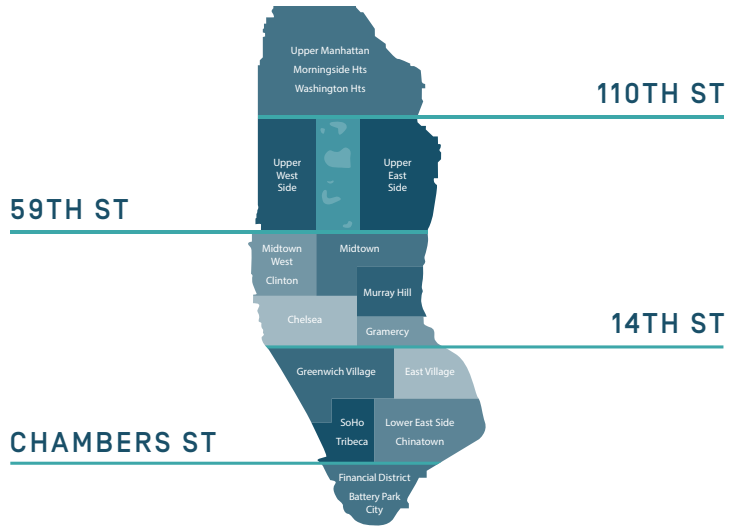 Upper Manhattan
Morningside Hts
Washington Hts
110TH ST
Upper
West
Side
Upper
East
Side
59TH ST
Midtown
West
Clinton
Midtown
Murray Hill
Chelsea
Gramercy
14TH ST
Greenwich Village
East Village
SoHo
Tribeca
Lower East Side
Chinatown
CHAMBERS ST
Financial District
Battery Park
City